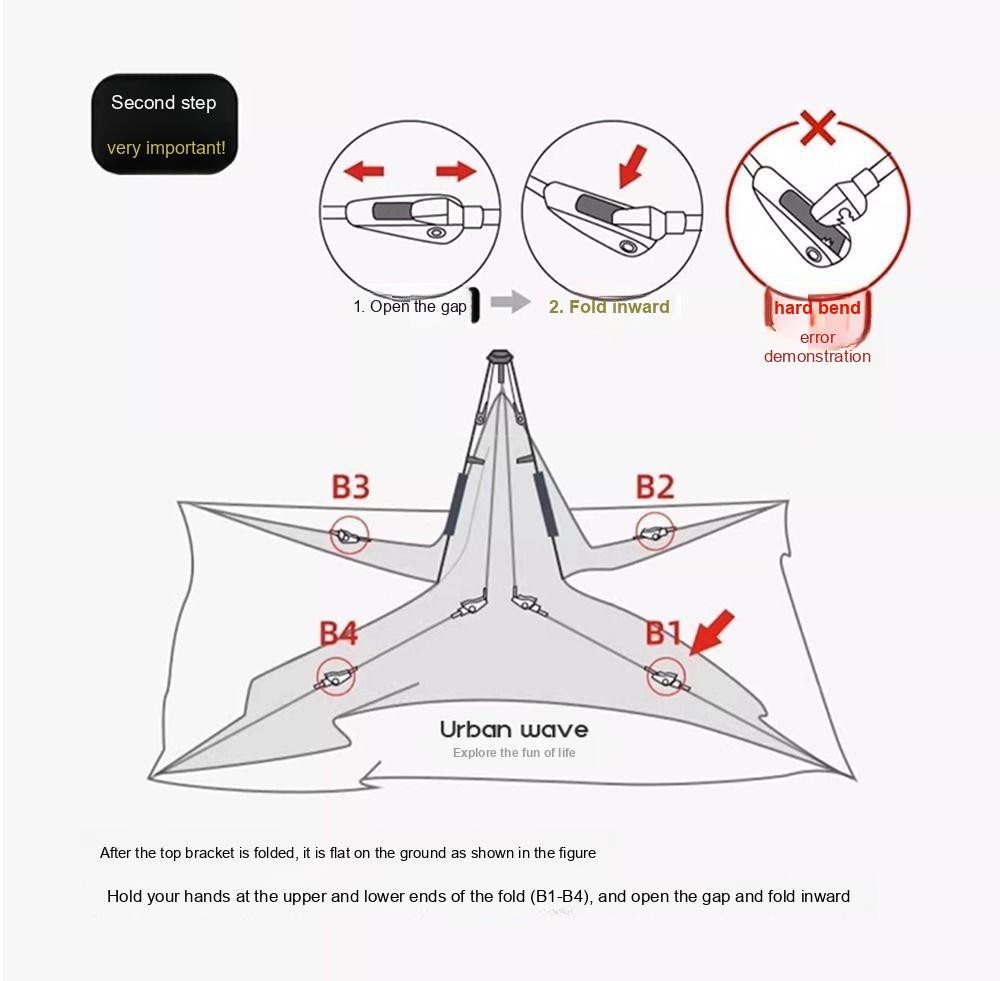 Second step
very important!
1. Open the gap
2. Fold inward
hard bend
error
demonstration
B3
B2
B4
B1
Urban wave
Explore the fun of life
After the top bracket is folded, it is flat on the ground as shown in the figure
Hold your hands at the upper and lower ends of the fold (B1-B4), and open the gap and fold inward